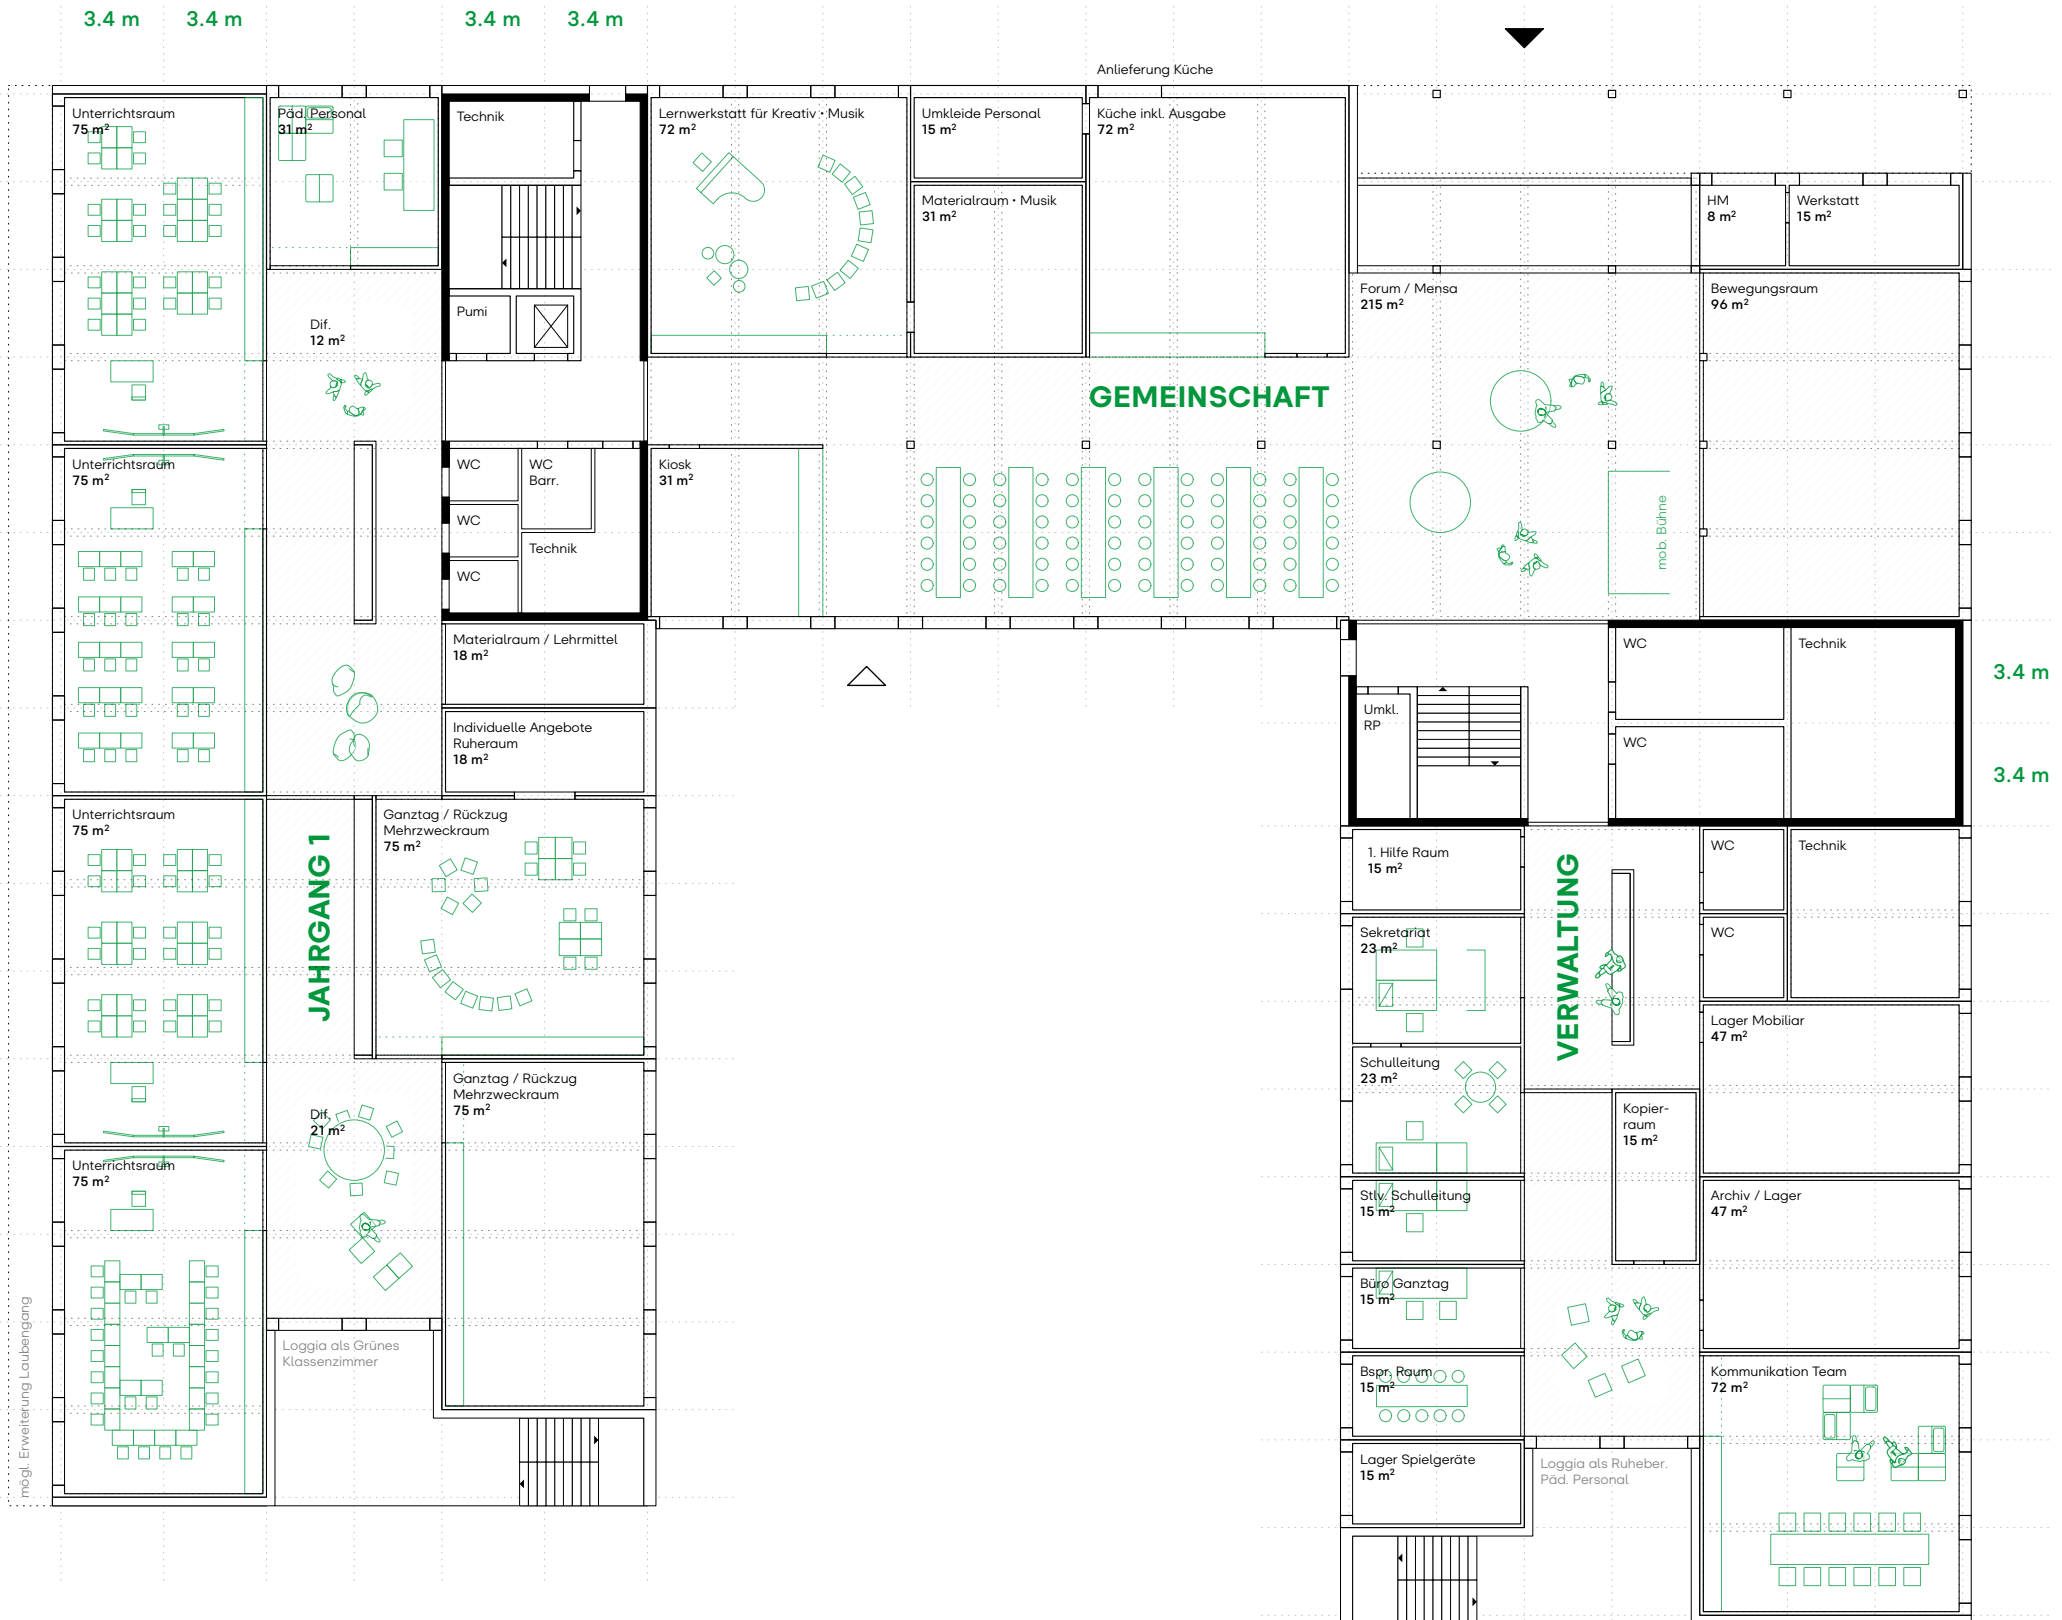 3.4 m
3.4 m
3.4 m
3.4 m
Anlieferung Küche
Unterrichtsraum
75 m²
Päd. Personal
31 m²
Technik
Lernwerkstatt für Kreativ • Musik
72 m²
Umkleide Personal
15 m²
Küche inkl. Ausgabe
72 m²
Materialraum • Musik
31 m²
HM
8 m²
Werkstatt
15 m²
Forum / Mensa
215 m²
Bewegungsraum
96 m²
Pumi
Dif.
12 m²
GEMEINSCHAFT
Unterrichtsraum
75 m²
WC
WC
Barr.
Kiosk
31 m²
WC
Technik
WC
mob. Bühne
Materialraum / Lehrmittel
18 m²
WC
Technik
3.4 m
Umkl.
RP
Individuelle Angebote
Ruheraum
18 m²
WC
3.4 m
Unterrichtsraum
75 m²
JAHRGANG 1
Ganztag / Rückzug
Mehrzweckraum
75 m²
1. Hilfe Raum
15 m²
VERWALTUNG
WC
Technik
Sekretariat
23 m²
WC
Lager Mobiliar
47 m²
Schulleitung
23 m²
Ganztag / Rückzug
Mehrzweckraum
75 m²
Dif.
21 m²
Kopier-
raum
15 m²
Unterrichtsraum
75 m²
Stlv. Schulleitung
15 m²
Archiv / Lager
47 m²
Büro Ganztag
15 m²
mögl. Erweiterung Laubengang
Loggia als Grünes
Klassenzimmer
Bspr. Raum
15 m²
Kommunikation Team
72 m²
Lager Spielgeräte
15 m²
Loggia als Ruheber.
Päd. Personal